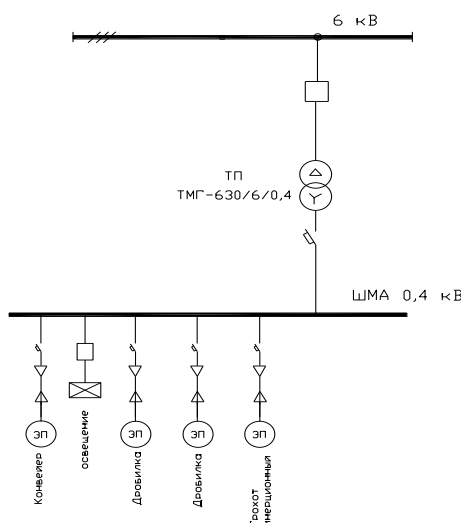 6 кВ
ТП
ТМГ-630/6/0,4
ШМА 0,4 кВ
ЭП
ЭП
ЭП
ЭП
Конвейер
освещение
Дробилка
Дробилка
Грохот
инерционный